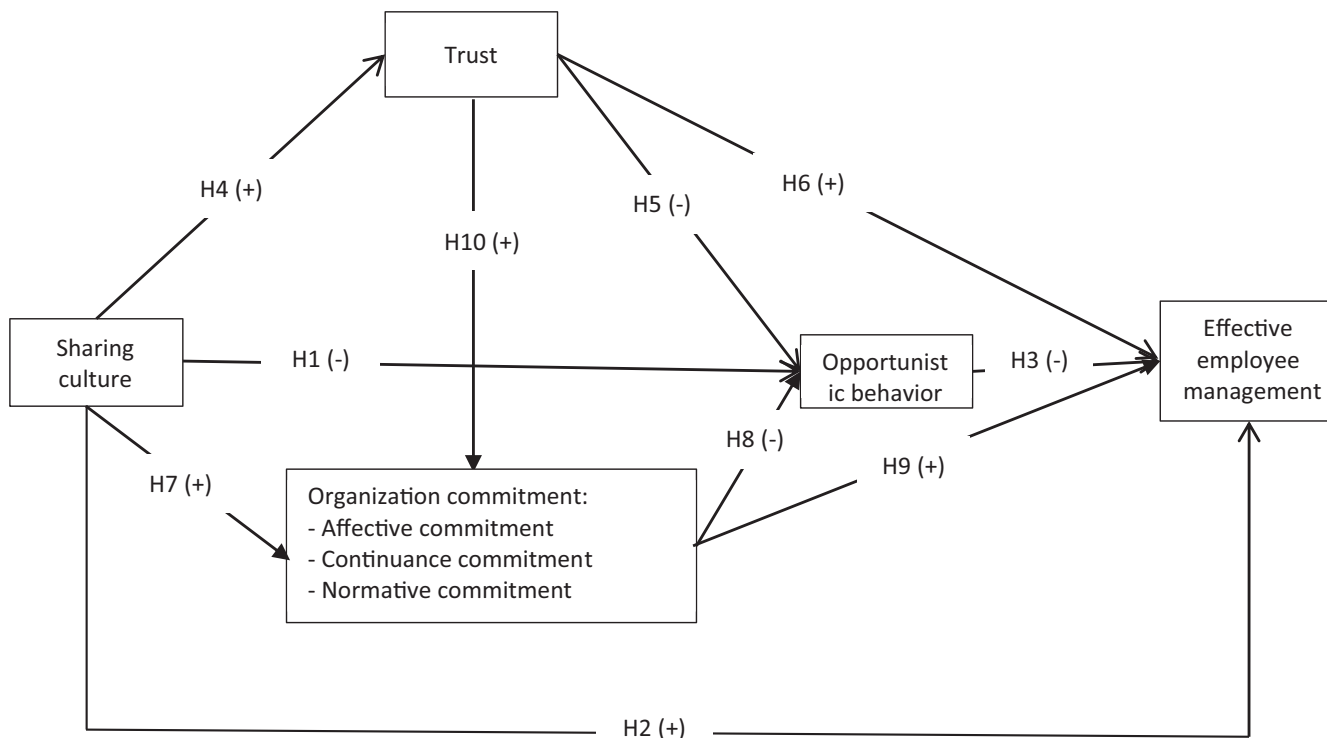 Trust
H4 (+)
H5 (-)
H6 (+)
H10 (+)
Sharing
culture
H1 (-)
Opportunist
ic behavior
H3 (-)
Effective
employee
management
H7 (+)
H8 (-)
H9 (+)
Organization commitment:
- Affective commitment
- Continuance commitment
- Normative commitment
H2 (+)